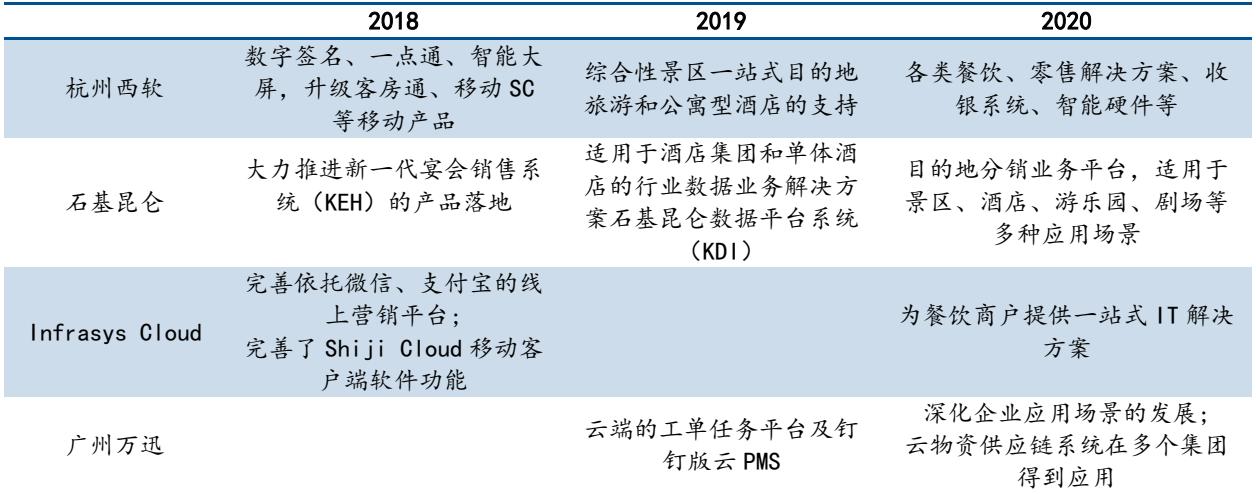 2018 2019 2020
杭州西软
数字签名、一点通、智能大
屏，升级客房通、移动 SC
等移动产品
综合性景区一站式目的地
旅游和公寓型酒店的支持
各类餐饮、零售解决方案、收
银系统、智能硬件等
石基昆仑
大力推进新一代宴会销售系
统（KEH）的产品落地
适用于酒店集团和单体酒
店的行业数据业务解决方
案石基昆仑数据平台系统
（KDI）
目的地分销业务平台，适用于
景区、酒店、游乐园、剧场等
多种应用场景
Infrasys Cloud
完善依托微信、支付宝的线
上营销平台；
完善了 Shiji Cloud 移动客
户端软件功能
为餐饮商户提供一站式 IT 解决
方案
广州万迅
云端的工单任务平台及钉
钉版云 PMS
深化企业应用场景的发展；
云物资供应链系统在多个集团
得到应用